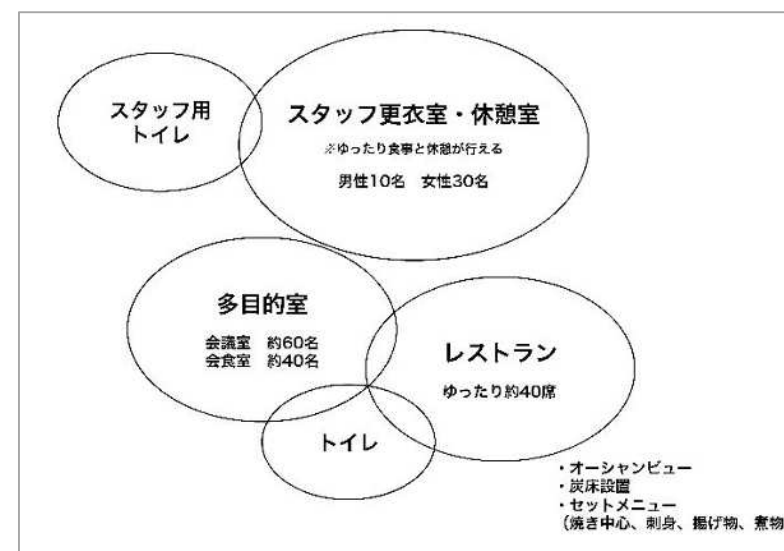 スタッフ用
トイレ
スタッフ更衣室・休憩室
※ゆったり食事と休憩が行える
男性10名 女性30名
多目的室
会議室 約60名
会食室 約40名
レストラン
ゆったり約40席
トイレ
・オーシャンビュー
・炭床設置
・セットメニュー
(焼き中心、刺身、揚げ物、煮物